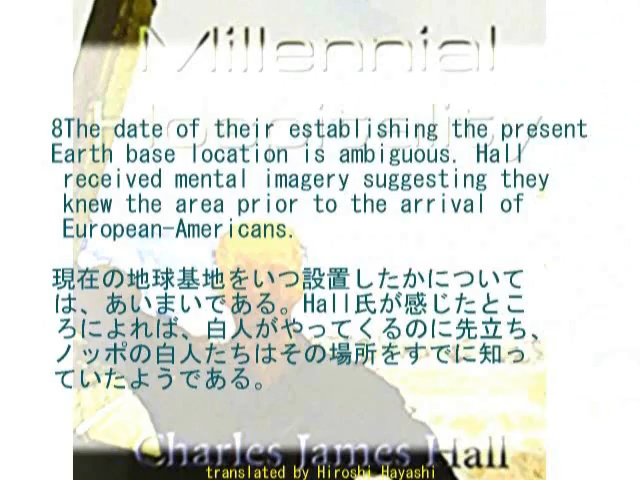 Millennial
Hospitality
8The date of their establishing the present
Earth base location is ambiguous. Hall
received mental imagery suggesting they
knew the area prior to the arrival of
European-Americans.
現在の地球基地をいつ設置したかについて
は、あいまいである。Hall氏が感じたとこ
ろによれば、白人がやってくるのに先立ち、
ノッポの白人たちはその場所をすでに知っ
ていたようである。
Charles James Hall
translated by Hiroshi Hayashi